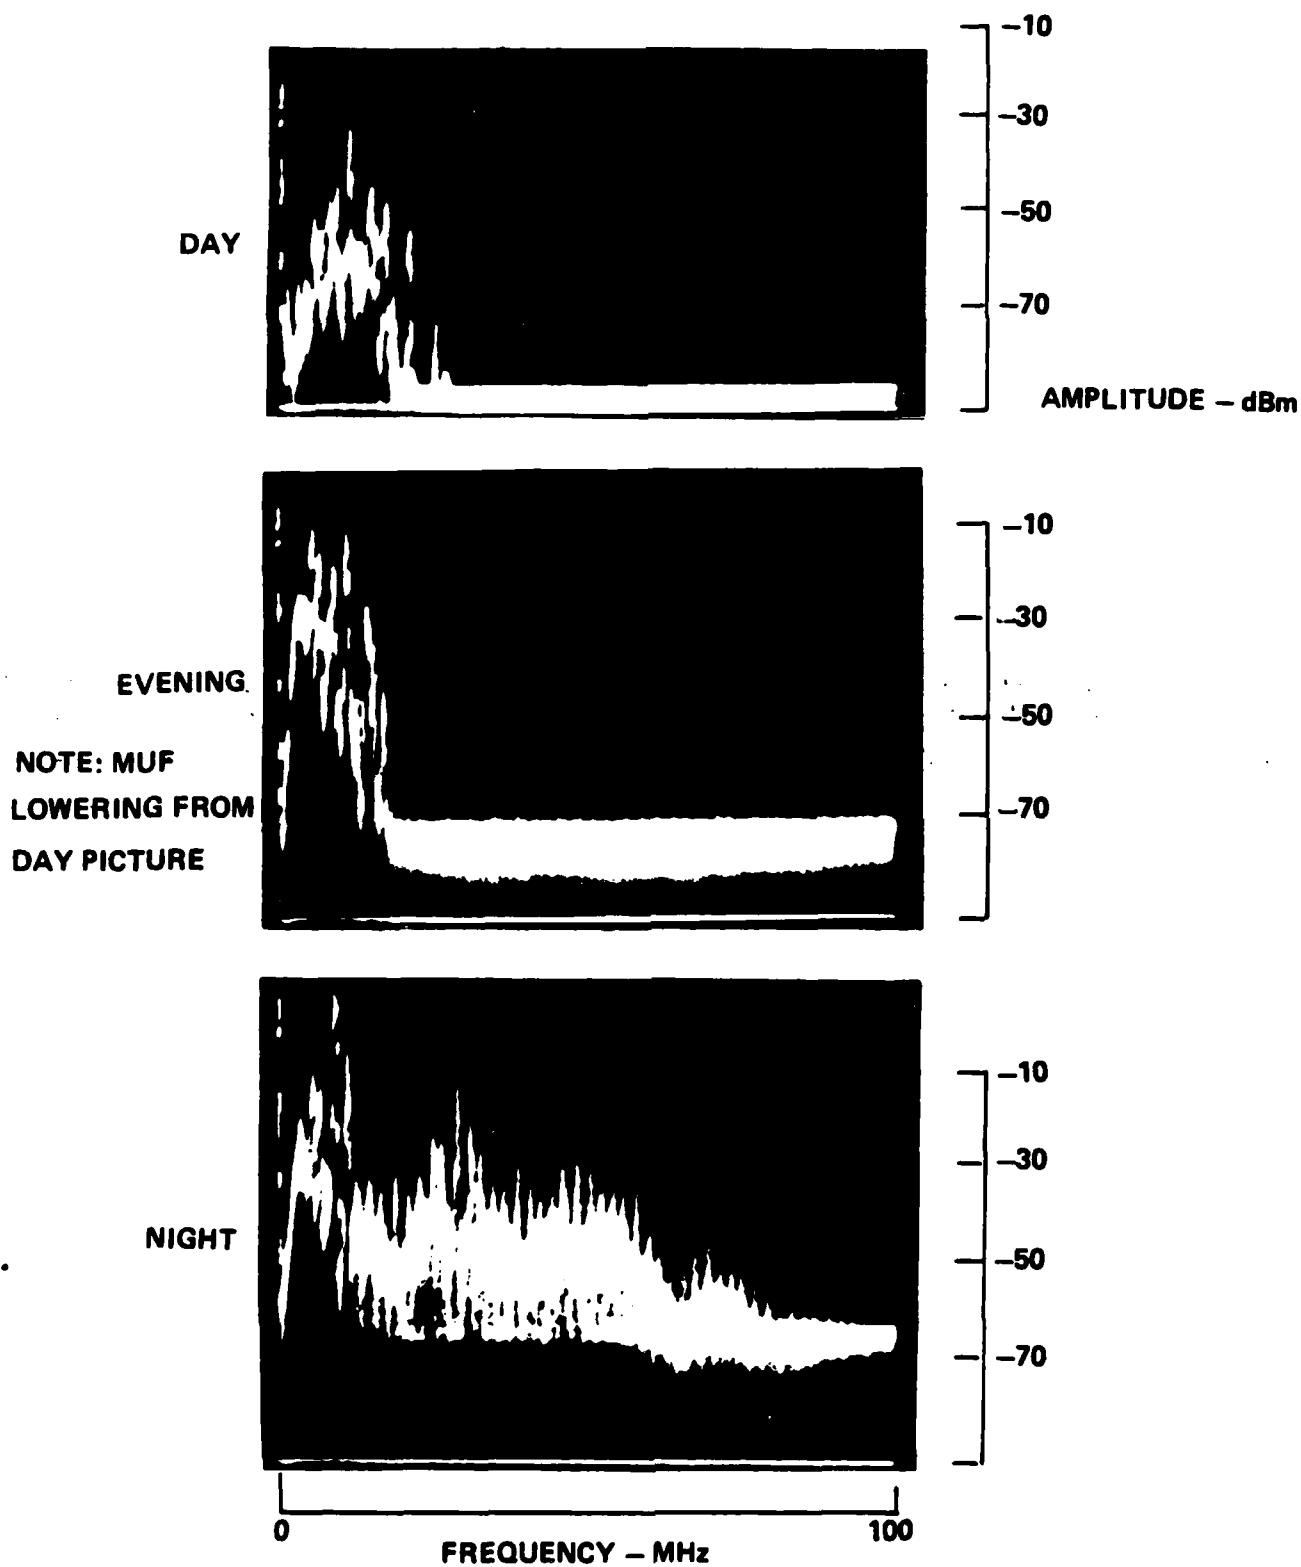 -10
-30
-50
DAY
-70
AMPLITUDE - dBm
-10
-30
EVENING
-50
NOTE: MUF
LOWERING FROM
-70
DAY PICTURE
-10
-30
NIGHT
-50
-70
0
100
FREQUENCY - MHz